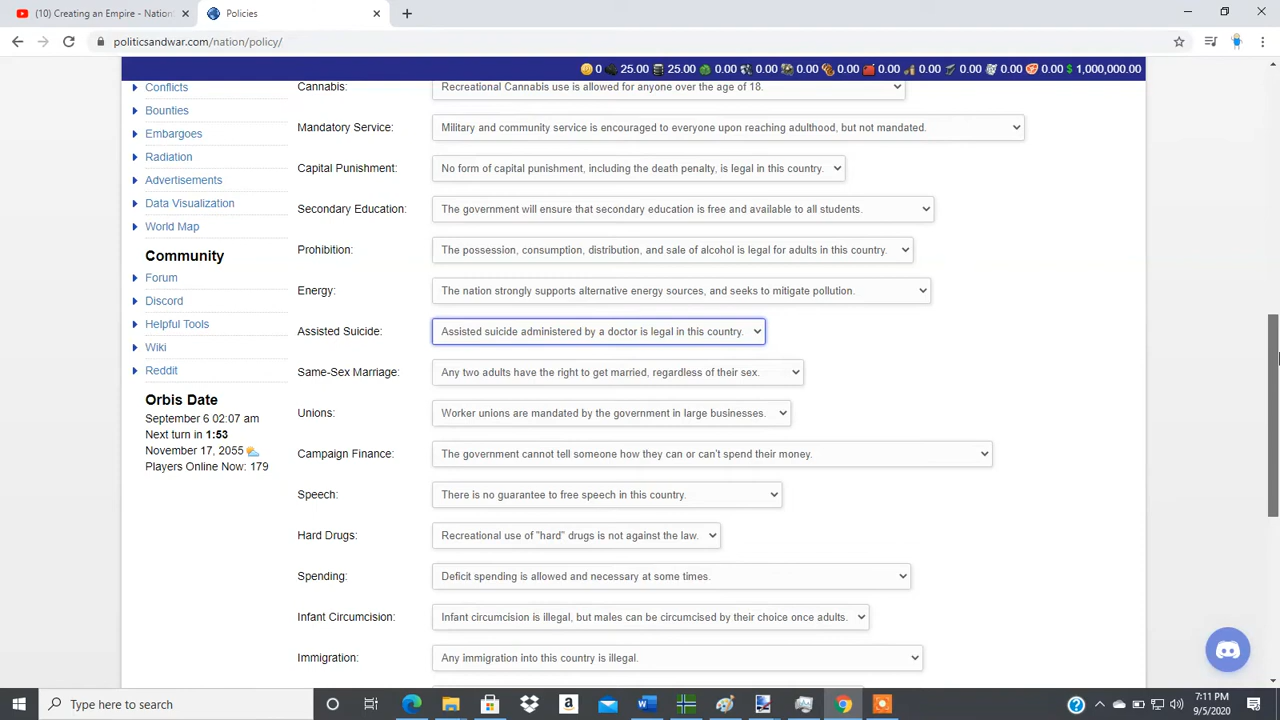 (10) Creating an Empire - Nation
Policies
politicsandwar.com/nation/policy/
0 25.00 25.00 0.00 0.00 0.00 0.00 0.00 0.00 0.00 0.00 0.00 $ 1,000,000.00
Conflicts
Bounties
Embargoes
Radiation
Advertisements
Data Visualization
World Map
Community
Forum
Discord
Helpful Tools
Wiki
Reddit
Orbis Date
September 6 02:07 am
Next turn in 1:53
November 17, 2055
Players Online Now: 179
Cannabis: Recreational Cannabis use is allowed for anyone over the age of 18.
Mandatory Service: Military and community service is encouraged to everyone upon reaching adulthood, but not mandated.
Capital Punishment: No form of capital punishment, including the death penalty, is legal in this country.
Secondary Education: The government will ensure that secondary education is free and available to all students.
Prohibition: The possession, consumption, distribution, and sale of alcohol is legal for adults in this country.
Energy: The nation strongly supports alternative energy sources, and seeks to mitigate pollution.
Assisted Suicide: Assisted suicide administered by a doctor is legal in this country.
Same-Sex Marriage: Any two adults have the right to get married, regardless of their sex.
Unions: Worker unions are mandated by the government in large businesses.
Campaign Finance: The government cannot tell someone how they can or can't spend their money.
Speech: There is no guarantee to free speech in this country.
Hard Drugs: Recreational use of "hard" drugs is not against the law.
Spending: Deficit spending is allowed and necessary at some times.
Infant Circumcision: Infant circumcision is illegal, but males can be circumcised by their choice once adults.
Immigration: Any immigration into this country is illegal.
Type here to search
7:11 PM
9/5/2020